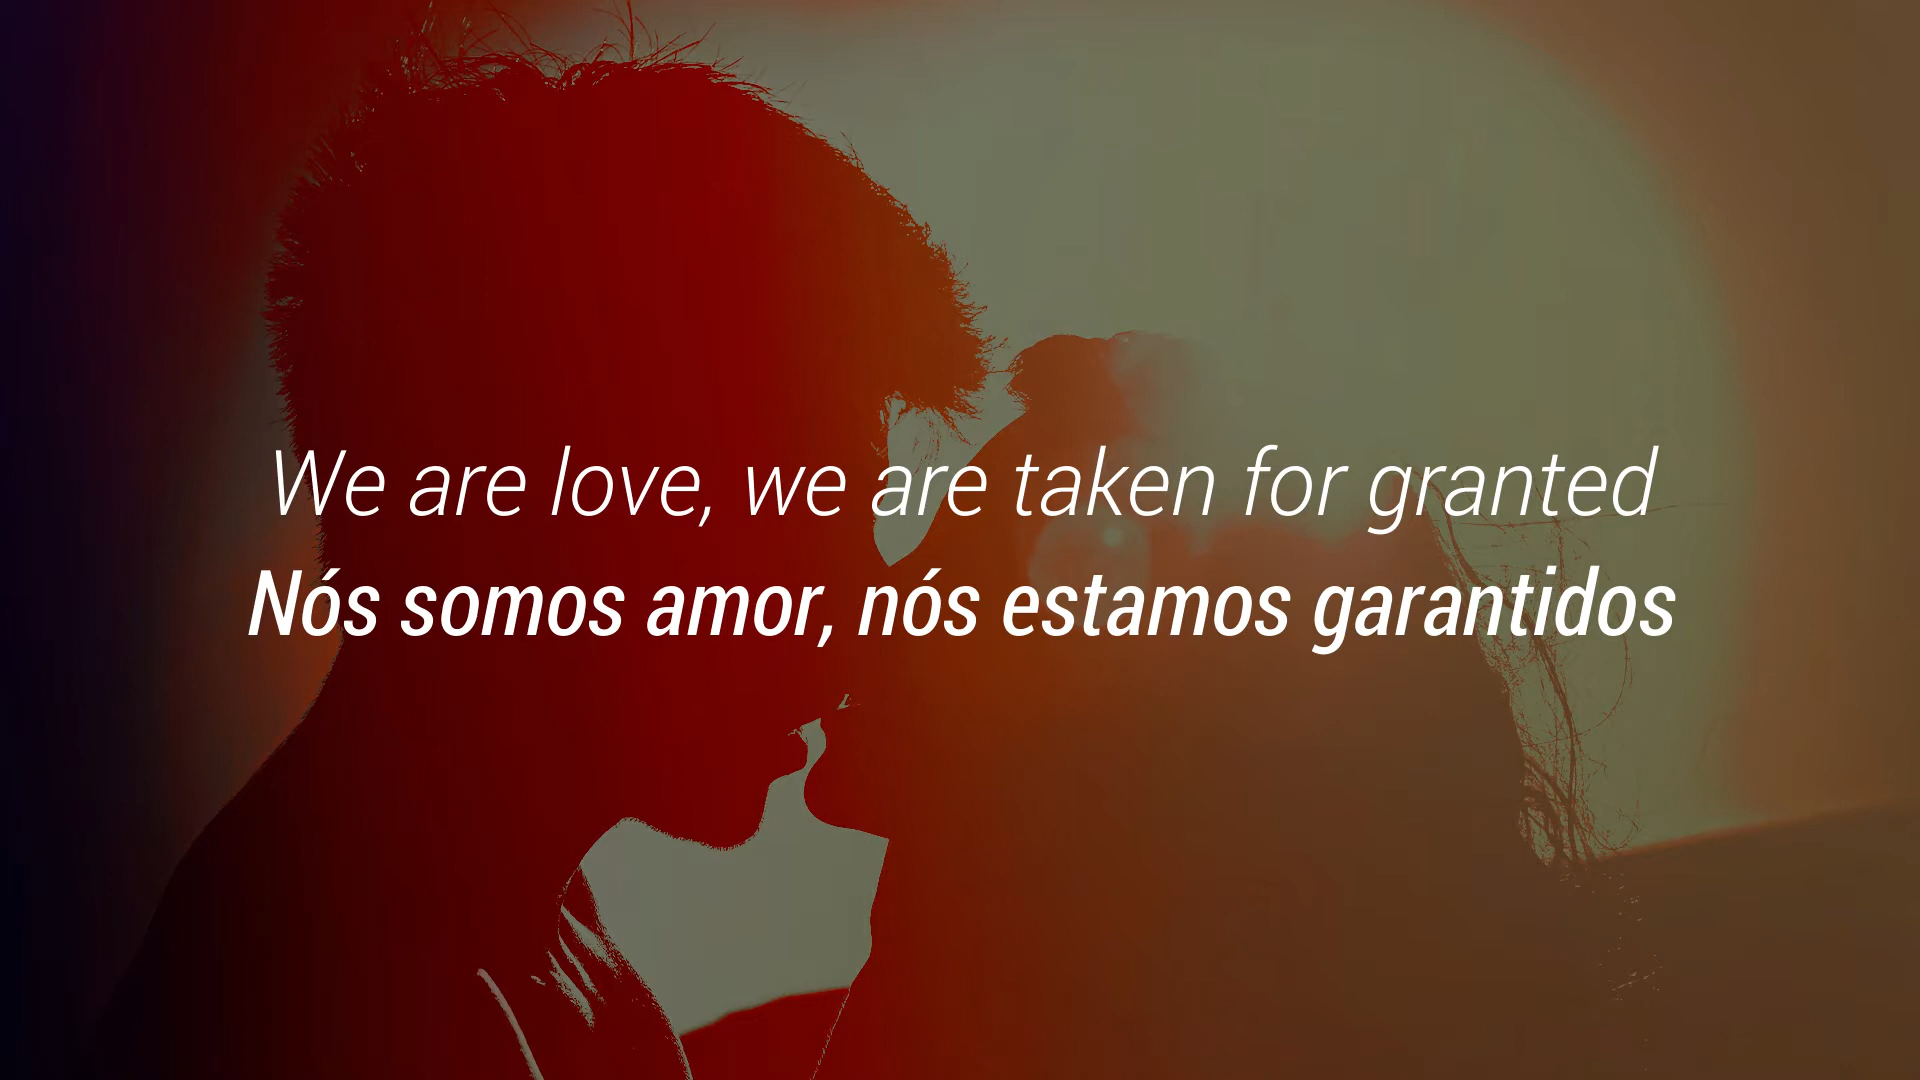 We are love, we are taken for granted
Nós somos amor, nós estamos garantidos